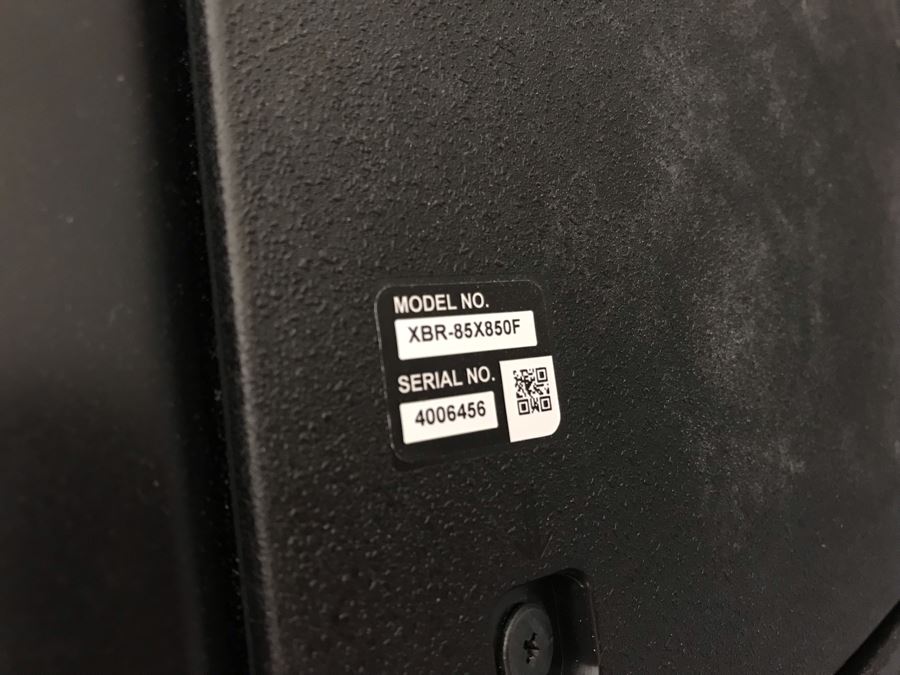 MODEL NO.
XBR-85X850F
SERIAL NO.
4006456